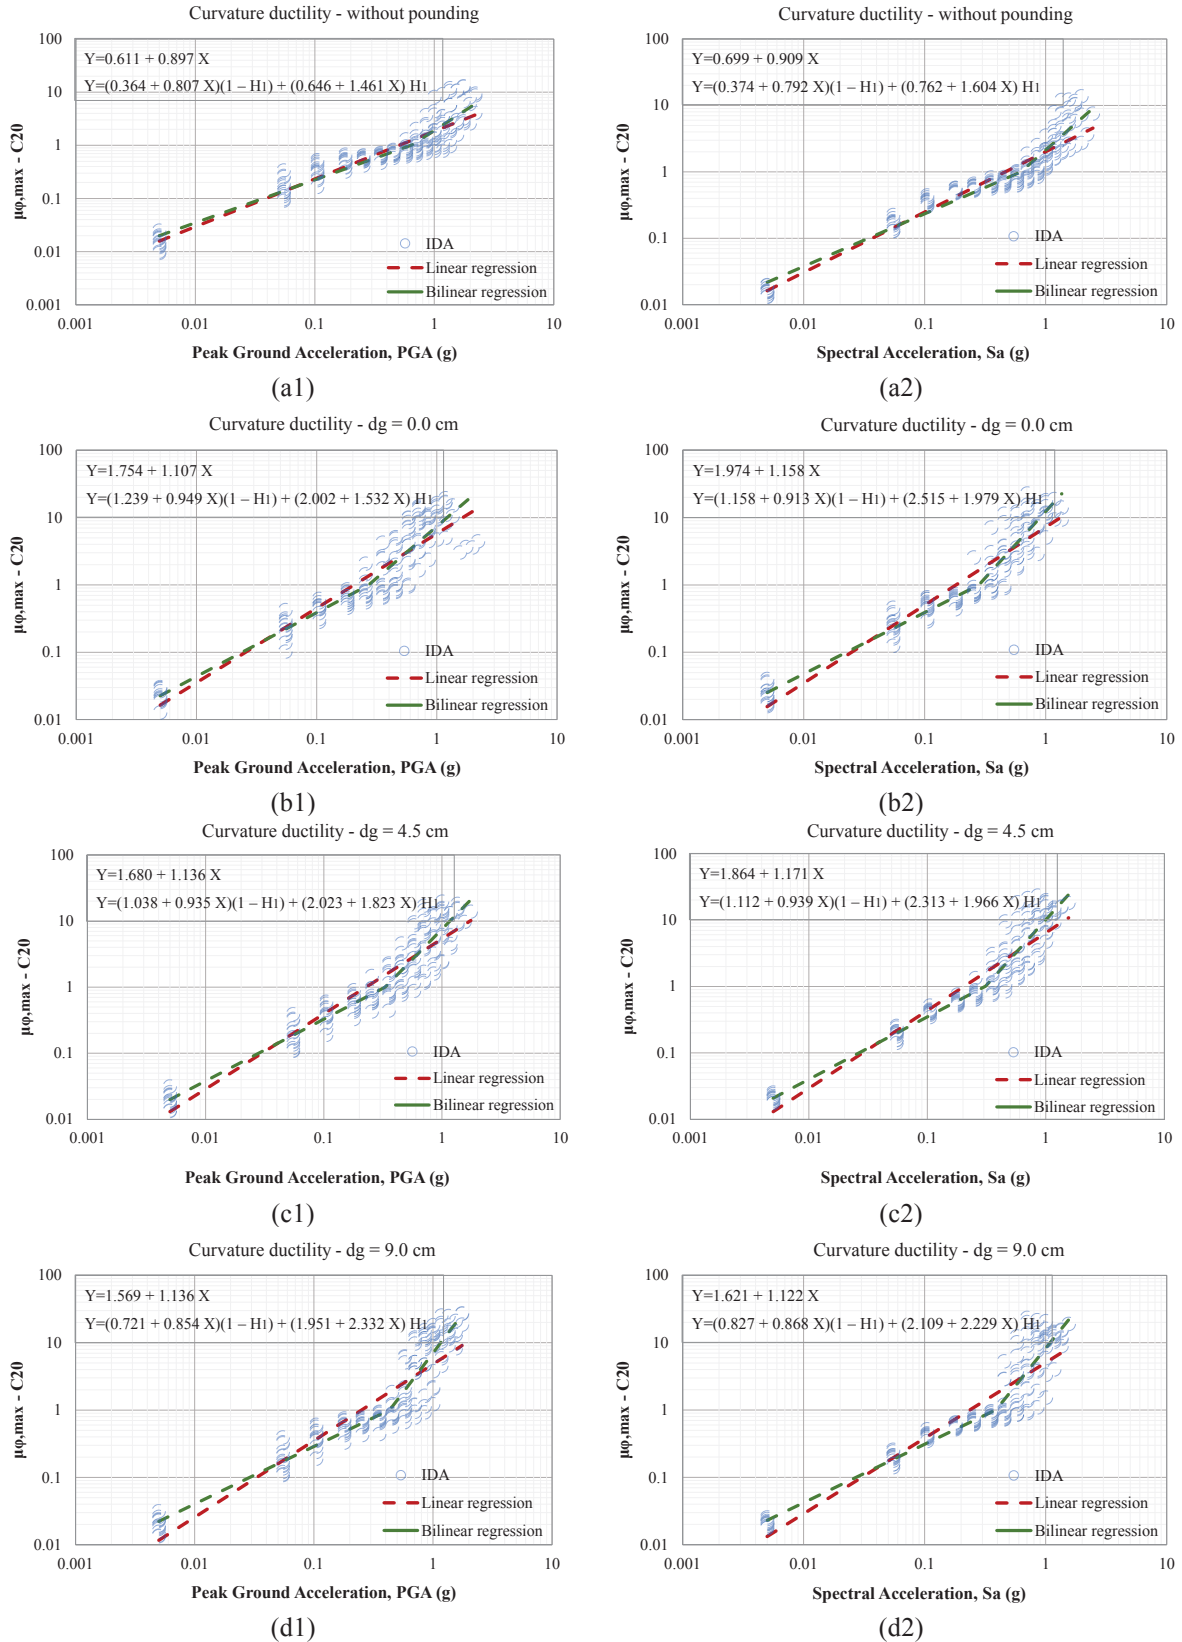 Curvature ductility - without pounding
100
10
1
0.1
0.01
0.001
μφ,max - C20
Y=0.611 + 0.897 X
Y=(0.364 + 0.807 X)(1 – H1) + (0.646 + 1.461 X) H1
IDA
Linear regression
Bilinear regression
0.001 0.01 0.1 1 10
Peak Ground Acceleration, PGA (g)
(a1)
Curvature ductility - without pounding
100
10
1
0.1
0.01
μφ,max - C20
Y=0.699 + 0.909 X
Y=(0.374 + 0.792 X)(1 – H1) + (0.762 + 1.604 X) H1
IDA
Linear regression
Bilinear regression
0.001 0.01 0.1 1 10
Spectral Acceleration, Sa (g)
(a2)
Curvature ductility - dg = 0.0 cm
100
10
1
0.1
0.01
μφ,max - C20
Y=1.754 + 1.107 X
Y=(1.239 + 0.949 X)(1 – H1) + (2.002 + 1.532 X) H1
IDA
Linear regression
Bilinear regression
0.001 0.01 0.1 1 10
Peak Ground Acceleration, PGA (g)
(b1)
Curvature ductility - dg = 0.0 cm
100
10
1
0.1
0.01
μφ,max - C20
Y=1.974 + 1.158 X
Y=(1.158 + 0.913 X)(1 – H1) + (2.515 + 1.979 X) H1
IDA
Linear regression
Bilinear regression
0.001 0.01 0.1 1 10
Spectral Acceleration, Sa (g)
(b2)
Curvature ductility - dg = 4.5 cm
100
10
1
0.1
0.01
μφ,max - C20
Y=1.680 + 1.136 X
Y=(1.038 + 0.935 X)(1 – H1) + (2.023 + 1.823 X) H1
IDA
Linear regression
Bilinear regression
0.001 0.01 0.1 1 10
Peak Ground Acceleration, PGA (g)
(c1)
Curvature ductility - dg = 4.5 cm
100
10
1
0.1
0.01
μφ,max - C20
Y=1.864 + 1.171 X
Y=(1.112 + 0.939 X)(1 – H1) + (2.313 + 1.966 X) H1
IDA
Linear regression
Bilinear regression
0.001 0.01 0.1 1 10
Spectral Acceleration, Sa (g)
(c2)
Curvature ductility - dg = 9.0 cm
100
10
1
0.1
0.01
μφ,max - C20
Y=1.569 + 1.136 X
Y=(0.721 + 0.854 X)(1 – H1) + (1.951 + 2.332 X) H1
IDA
Linear regression
Bilinear regression
0.001 0.01 0.1 1 10
Peak Ground Acceleration, PGA (g)
(d1)
Curvature ductility - dg = 9.0 cm
100
10
1
0.1
0.01
μφ,max - C20
Y=1.621 + 1.122 X
Y=(0.827 + 0.868 X)(1 – H1) + (2.109 + 2.229 X) H1
IDA
Linear regression
Bilinear regression
0.001 0.01 0.1 1 10
Spectral Acceleration, Sa (g)
(d2)